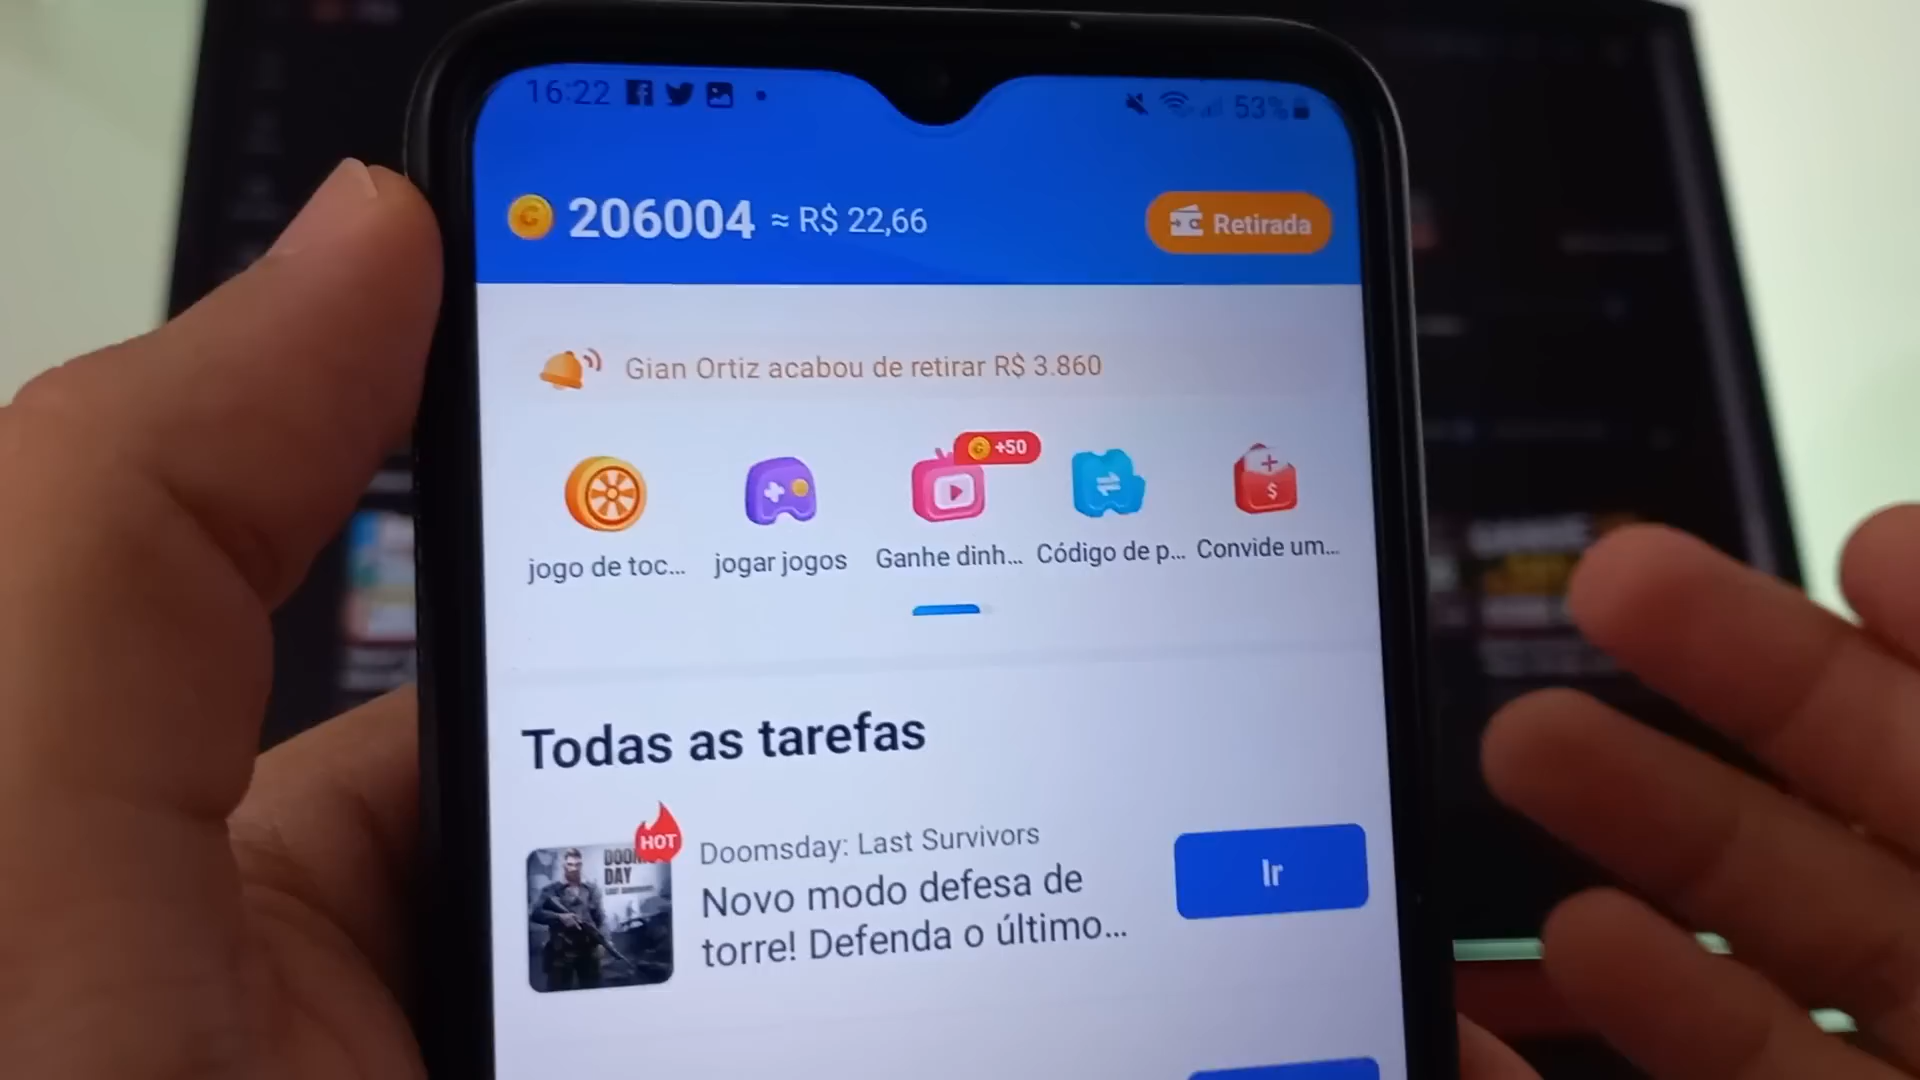 16:22
53%
206004 ≈ R$ 22,66
Retirada
Gian Ortiz acabou de retirar R$ 3.860
+50
jogo de toc...
jogar jogos
Ganhe dinh...
Código de p...
Convide um...
Todas as tarefas
HOT
DAY
Doomsday: Last Survivors
Novo modo defesa de
torre! Defenda o último...
Ir